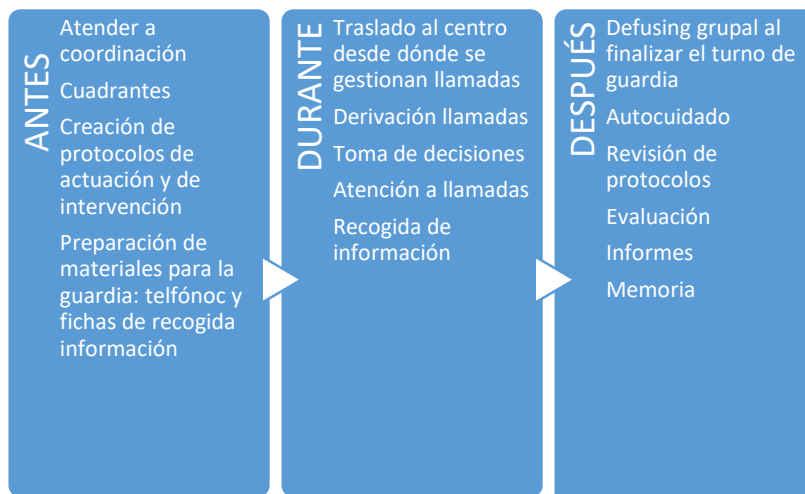 ANTES
Atender a
coordinación
Cuadrantes
Creación de
protocolos de
actuación y de
intervención
Preparación de
materiales para la
guardia: telfónoc y
fichas de recogida
información
DURANTE
Traslado al centro
desde dónde se
gestionan llamadas
Derivación llamadas
Toma de decisiones
Atención a llamadas
Recogida de
información
DESPUÉS
Defusing grupal al
finalizar el turno de
guardia
Autocuidado
Revisión de
protocolos
Evaluación
Informes
Memoria